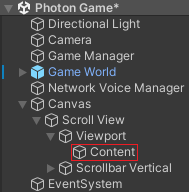 Photon Game*
Directional Light
Camera
Game Manager
Game World
Network Voice Manager
Canvas
Scroll View
Viewport
Content
Scrollbar Vertical
EventSystem